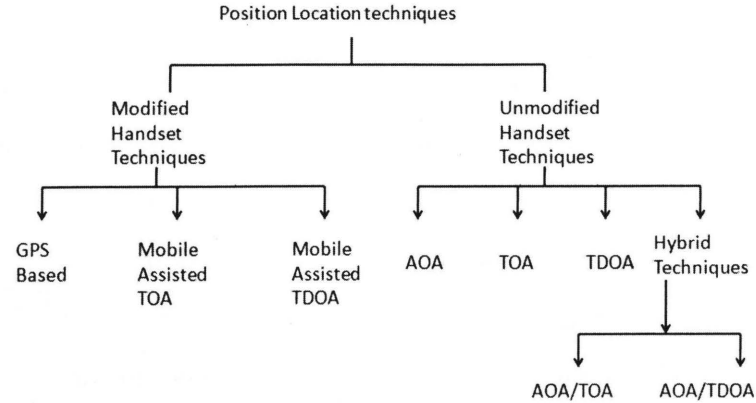 Position Location techniques
Modified
Handset
Techniques
Unmodified
Handset
Techniques
GPS
Based
Mobile
Assisted
TOA
Mobile
Assisted
TDOA
AOA
TOA
TDOA
Hybrid
Techniques
AOA/TOA
AOA/TDOA